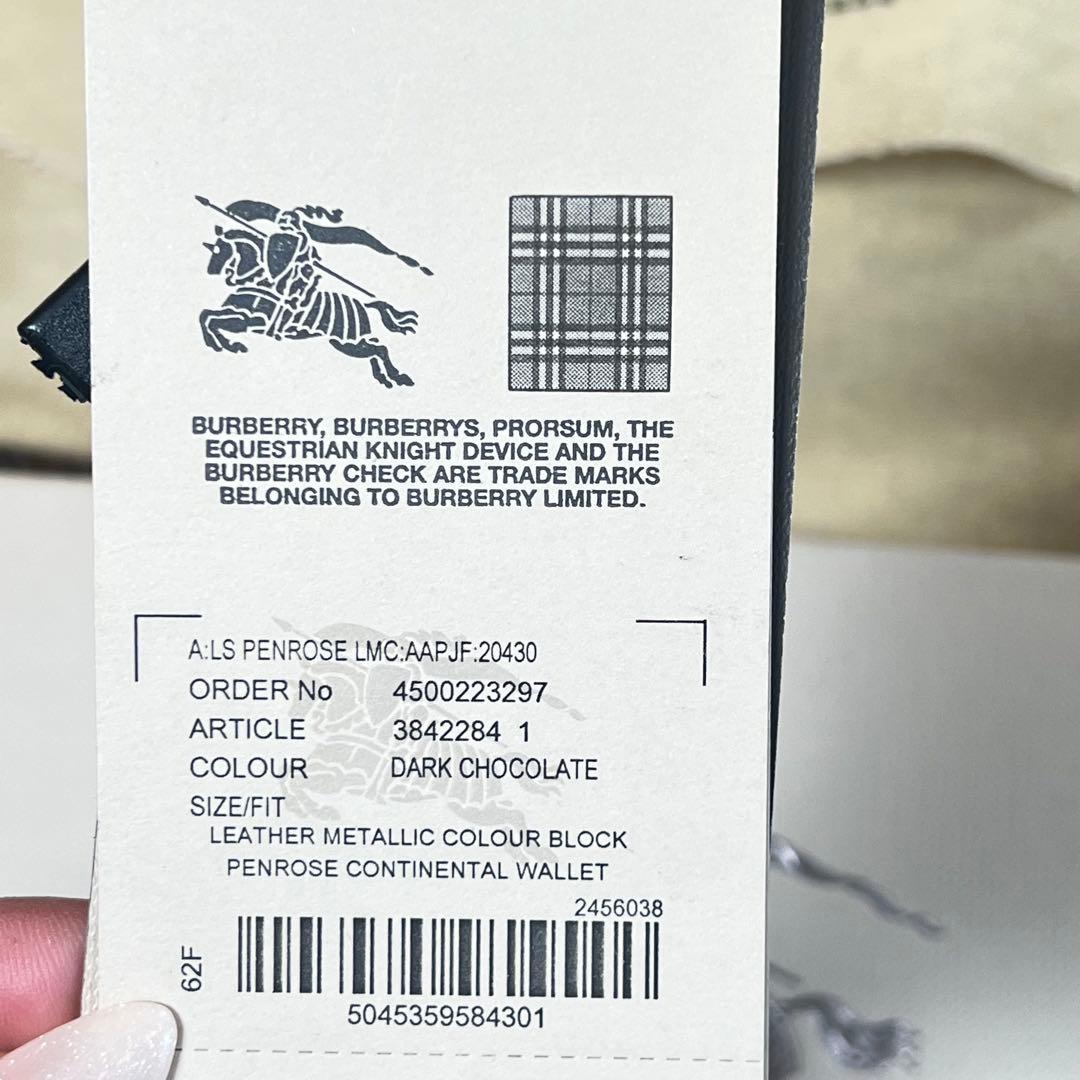 BURBERRY, BURBERRYS, PRORSUM, THE
EQUESTRIAN KNIGHT DEVICE AND THE
BURBERRY CHECK ARE TRADE MARKS
BELONGING TO BURBERRY LIMITED.
A:LS PENROSE LMC:AAPJF:20430
ORDER No 4500223297
ARTICLE 3842284 1
COLOUR DARK CHOCOLATE
SIZE/FIT
LEATHER METALLIC COLOUR BLOCK
PENROSE CONTINENTAL WALLET
2456038
62F
5045359584301